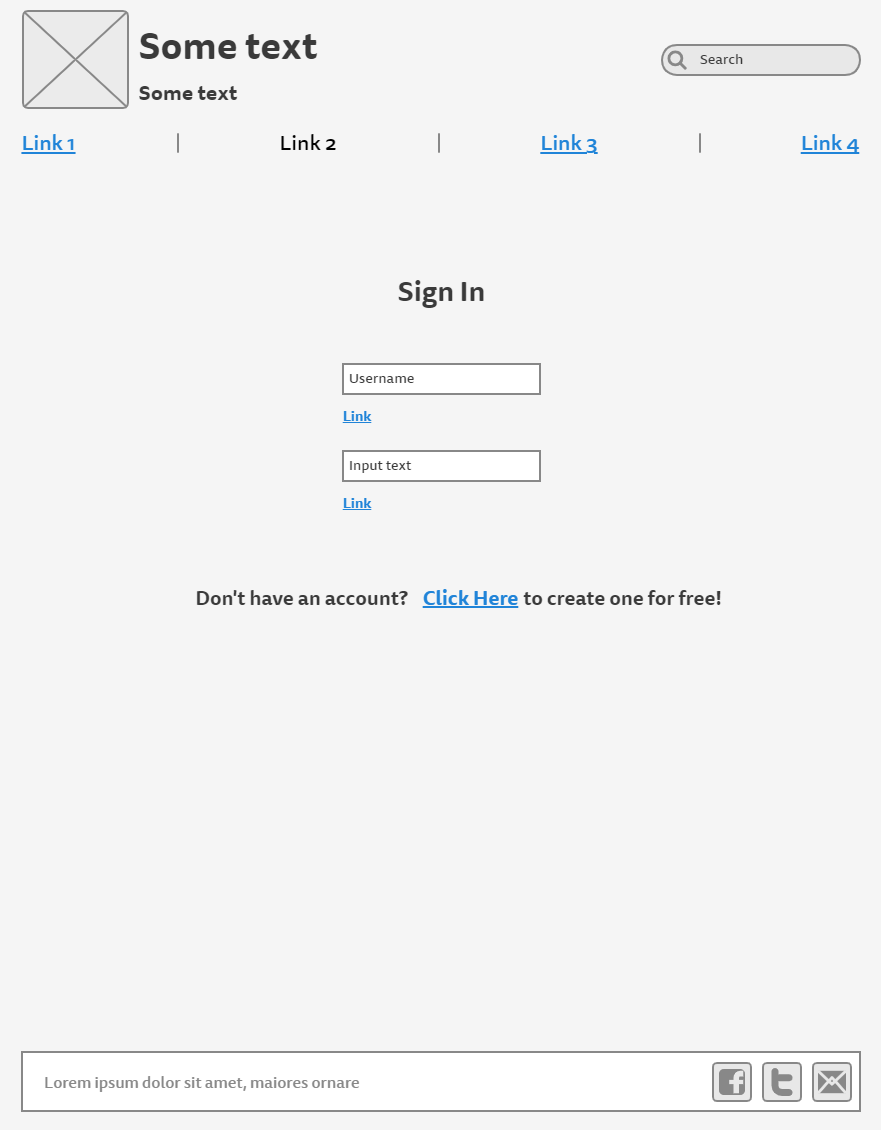 Some text
Some text
Search
Link 1 | Link 2 | Link 3 | Link 4
Sign In
Username
Link
Input text
Link
Don't have an account? Click Here to create one for free!
Lorem ipsum dolor sit amet, maiores ornare